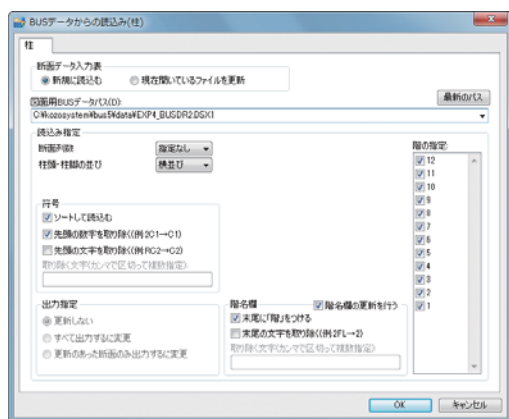 BUSデータからの読込み(柱)
柱
断面データ入力表
新規に読込む
現在開いているファイルを更新
図面用BUSデータパス(D):
最新のパス
C:¥kozosystem¥bus5¥data¥EXP4_BUSDR2.DSX1
読込み指定
断面列数
指定なし
柱頭・柱脚の並び
横並び
階の指定:
12
11
10
9
8
7
6
5
4
3
2
1
符号
ソートして読込む
先頭の数字を取り除く(例:2C1→C1)
先頭の文字を取り除く(例:RC2→C2)
取り除く文字(カンマで区切って複数指定):
出力指定
更新しない
すべて出力するに変更
更新のあった断面のみ出力するに変更
階名欄
階名欄の更新を行う
末尾に「階」をつける
末尾の文字を取り除く(例:2FL→2)
取り除く文字(カンマで区切って複数指定):
OK
キャンセル